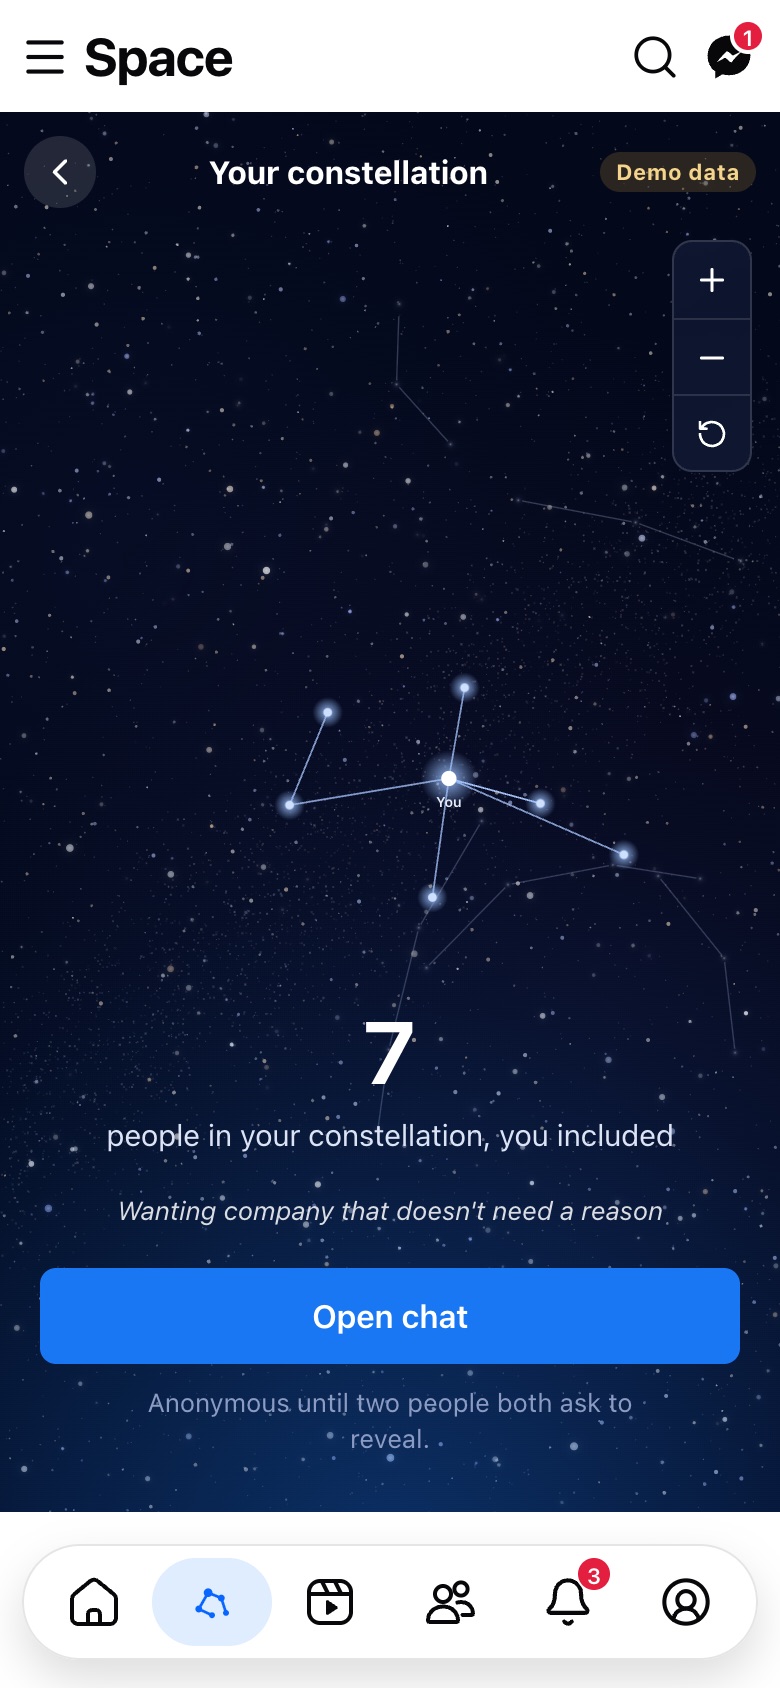 Space
1
Your constellation
Demo data
You
7
people in your constellation, you included
Wanting company that doesn't need a reason
Open chat
Anonymous until two people both ask to
reveal.
3